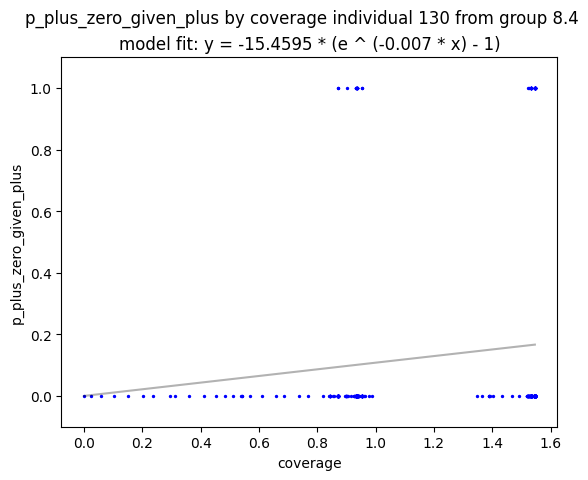 p_plus_zero_given_plus by coverage individual 130 from group 8.4
model fit: y = -15.4595 * (e ^ (-0.007 * x) - 1)
1.0
0.8
0.6
0.4
0.2
0.0
p_plus_zero_given_plus
0.0 0.2 0.4 0.6 0.8 1.0 1.2 1.4 1.6
coverage